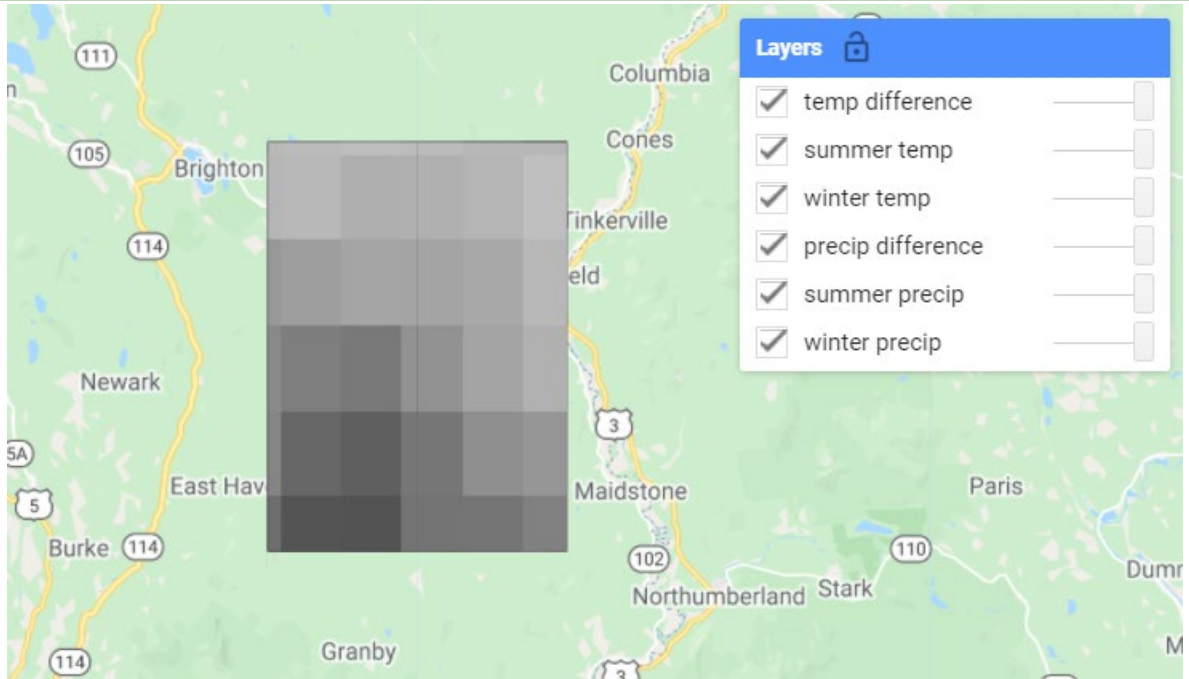 111
Columbia
Layers
temp difference
105
Brighton
Cones
summer temp
winter temp
114
Tinkerville
precip difference
eld
summer precip
winter precip
Newark
3
5A
East Hav
Maidstone
Paris
5
Burke
114
102
110
Northumberland
Stark
Dumm
Granby
114
3
M